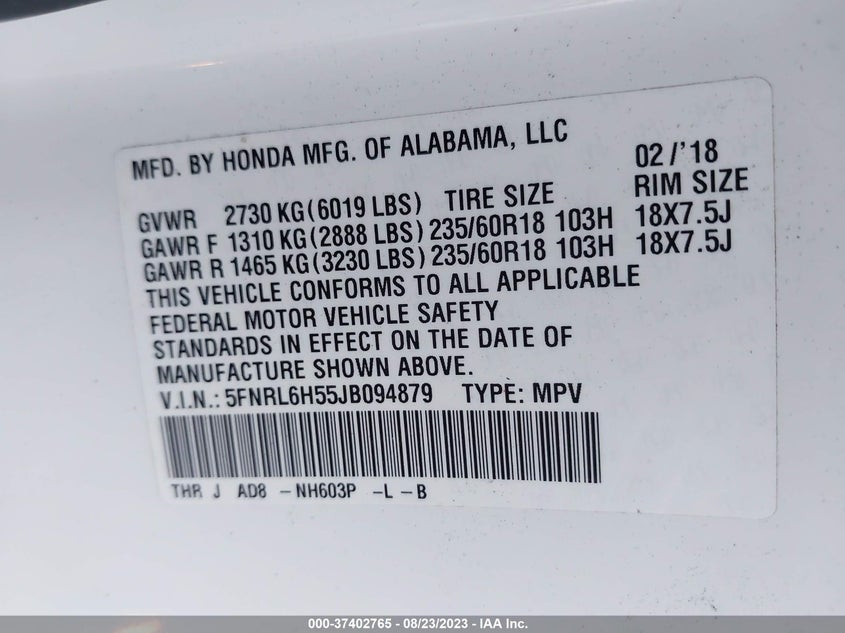 MFD. BY HONDA MFG. OF ALABAMA, LLC 02/'18
GVWR 2730 KG(6019 LBS) TIRE SIZE RIM SIZE
GAWR F 1310 KG(2888 LBS) 235/60R18 103H 18X7.5J
GAWR R 1465 KG(3230 LBS) 235/60R18 103H 18X7.5J
THIS VEHICLE CONFORMS TO ALL APPLICABLE
FEDERAL MOTOR VEHICLE SAFETY
STANDARDS IN EFFECT ON THE DATE OF
MANUFACTURE SHOWN ABOVE.
V.I.N.: 5FNRL6H55JB094879 TYPE: MPV
THR J AD8 -NH603P -L -B
000-37402765 - 08/23/2023 - IAA Inc.